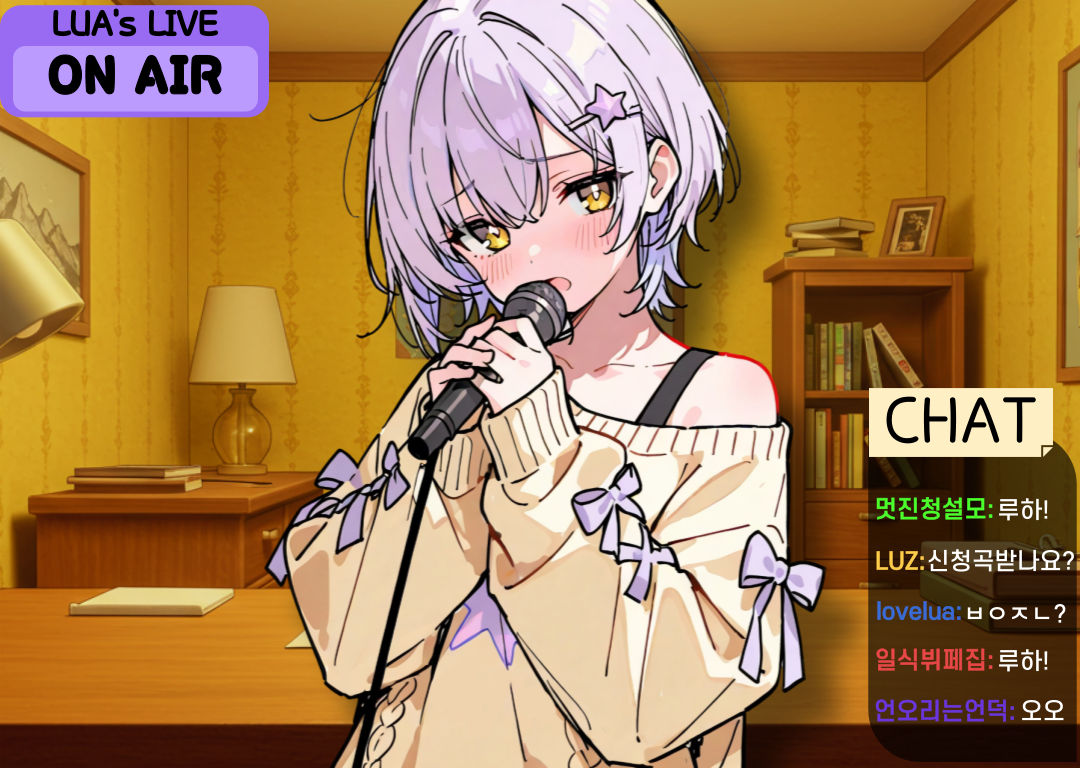 LUA's LIVE
ON AIR
CHAT
멋진청설모: 루하!
LUZ:신청곡받나요?
lovelua: ㅂㅇㅈㄴ?
일식뷔페집: 루하!
언오리는언덕: 오오